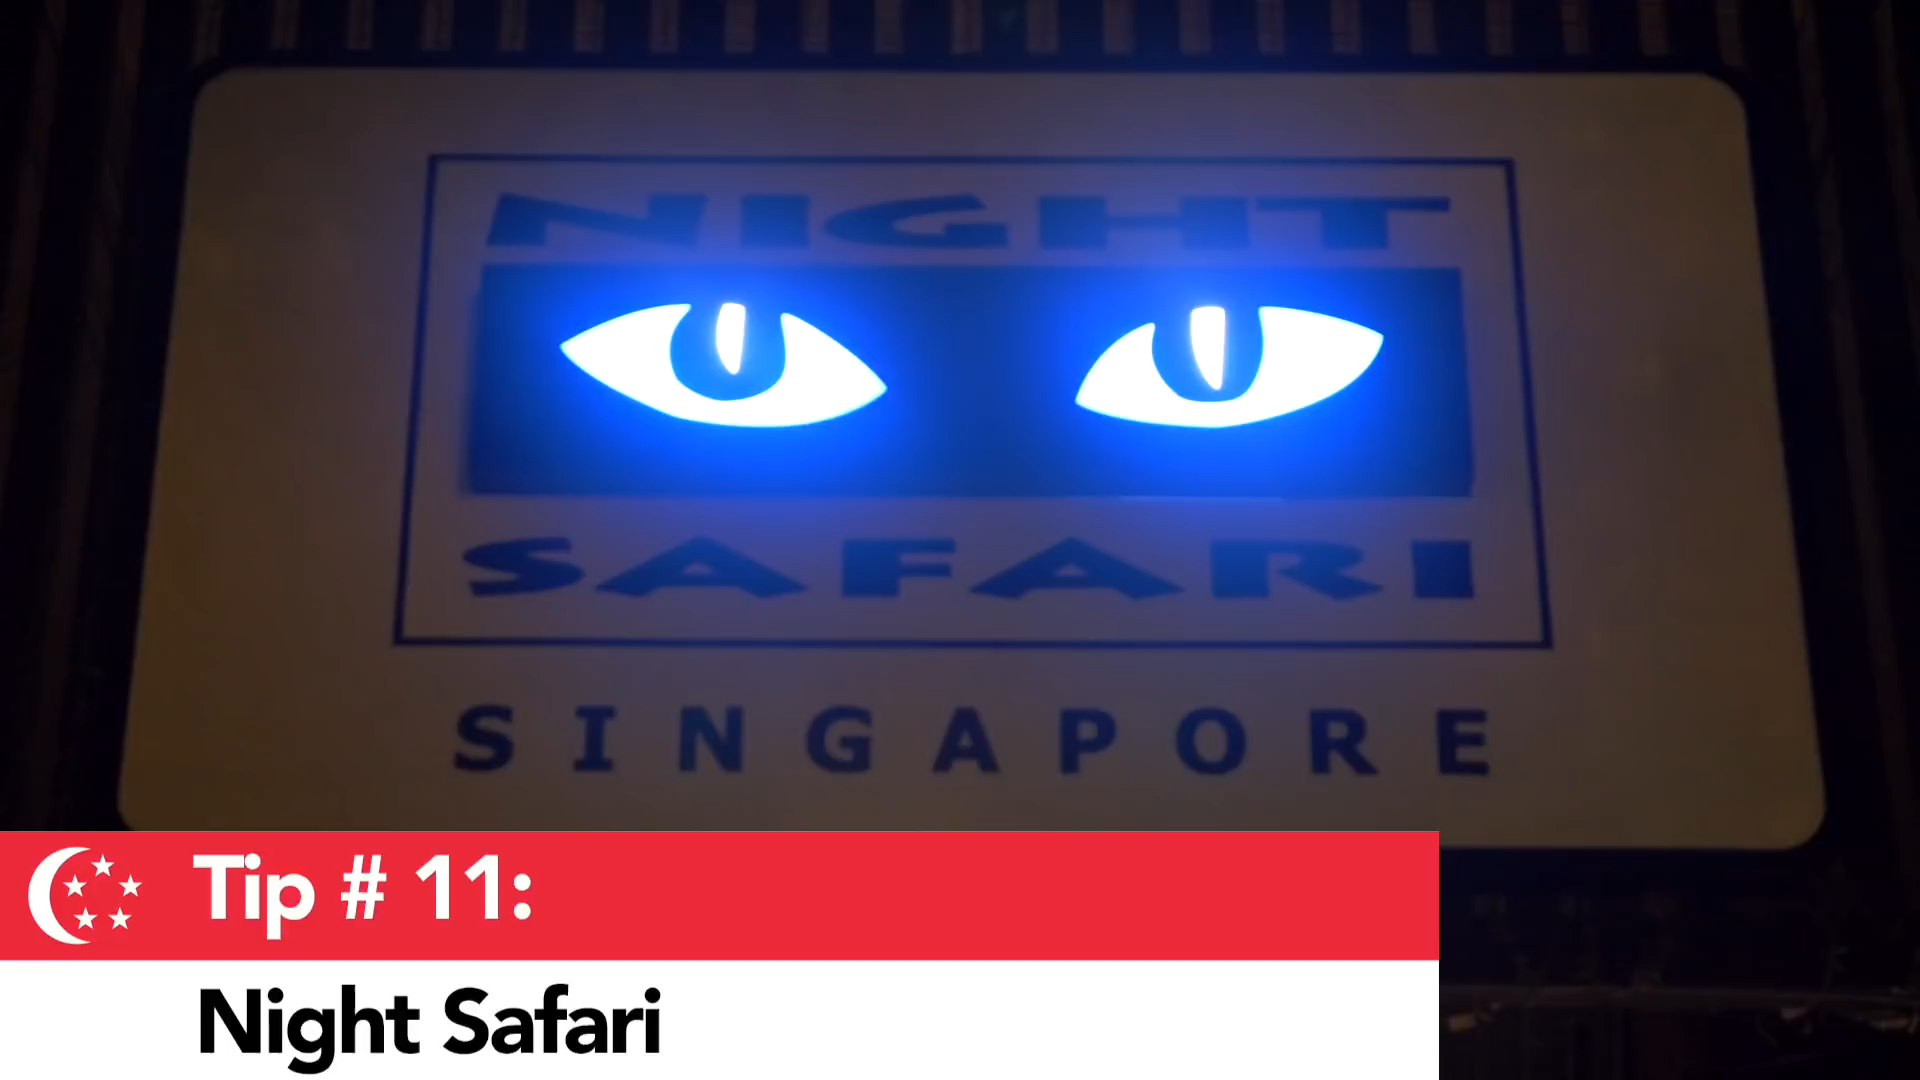 NIGHT
SAFARI
SINGAPORE
Tip # 11:
Night Safari